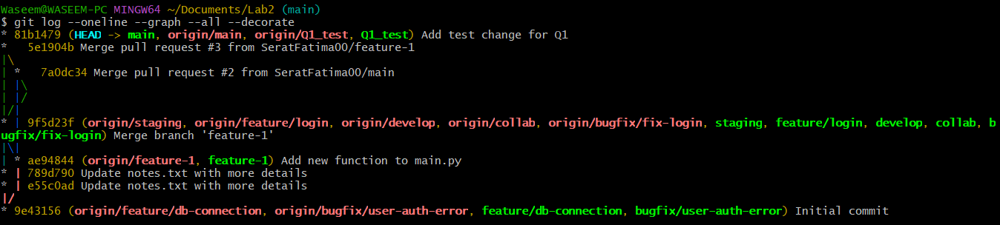 Waseem@WASEEM-PC MINGW64 ~/Documents/Lab2 (main)
$ git log --oneline --graph --all --decorate
* 81b1479 (HEAD -> main, origin/main, origin/Q1_test, Q1_test) Add test change for Q1
*   5e1904b Merge pull request #3 from SeratFatima00/feature-1
|\
| *   7a0dc34 Merge pull request #2 from SeratFatima00/main
| |\
| |/
|/|
* | 9f5d23f (origin/staging, origin/feature/login, origin/develop, origin/collab, origin/bugfix/fix-login, staging, feature/login, develop, collab, b
ugfix/fix-login) Merge branch 'feature-1'
|\|
| * ae94844 (origin/feature-1, feature-1) Add new function to main.py
* | 789d790 Update notes.txt with more details
* | e55c0ad Update notes.txt with more details
|/
* 9e43156 (origin/feature/db-connection, origin/bugfix/user-auth-error, feature/db-connection, bugfix/user-auth-error) Initial commit